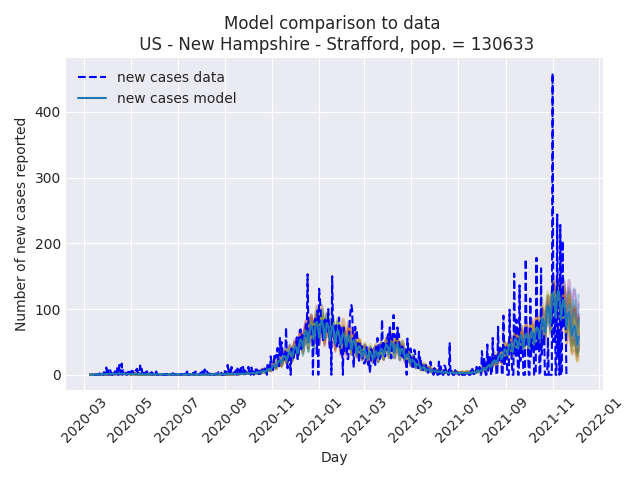 Model comparison to data
US - New Hampshire - Strafford, pop. = 130633
new cases data
new cases model
Number of new cases reported
400
300
200
100
0
2020-03
2020-05
2020-07
2020-09
2020-11
2021-01
2021-03
2021-05
2021-07
2021-09
2021-11
2022-01
Day